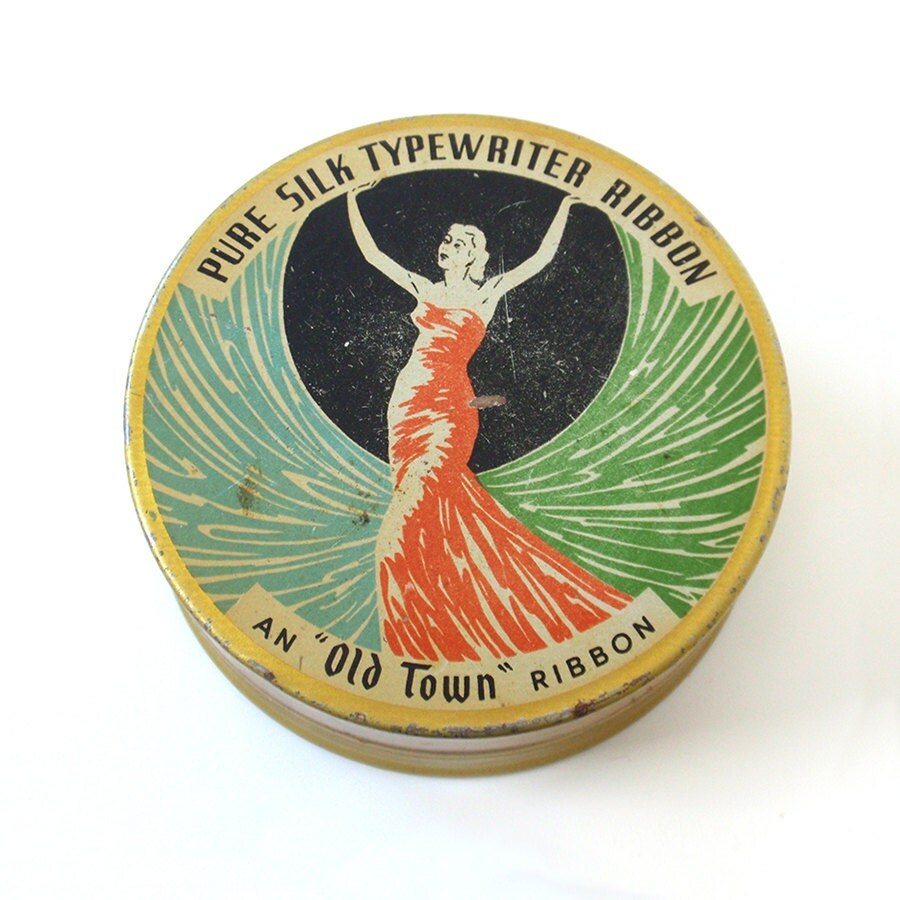 PURE SILK TYPEWRITER RIBBON
AN "Old Town" RIBBON